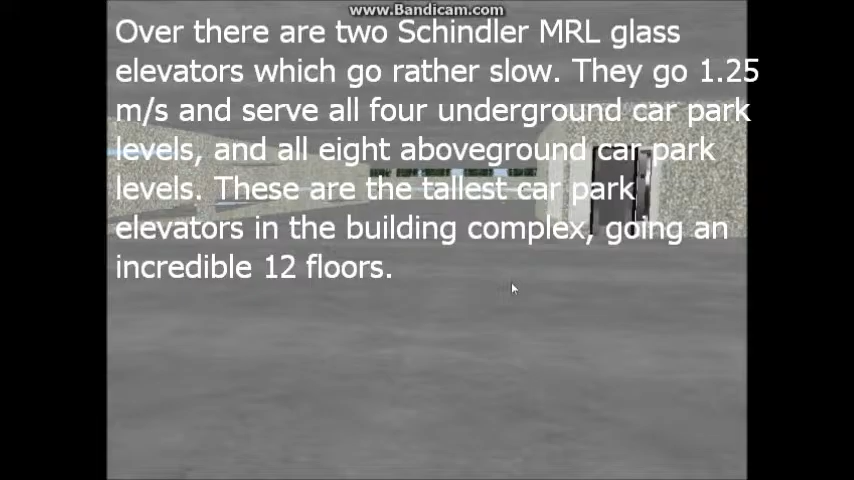 www.Bandicam.com
Over there are two Schindler MRL glass
elevators which go rather slow. They go 1.25
m/s and serve all four underground car park
levels, and all eight aboveground car park
levels. These are the tallest car park
elevators in the building complex, going an
incredible 12 floors.